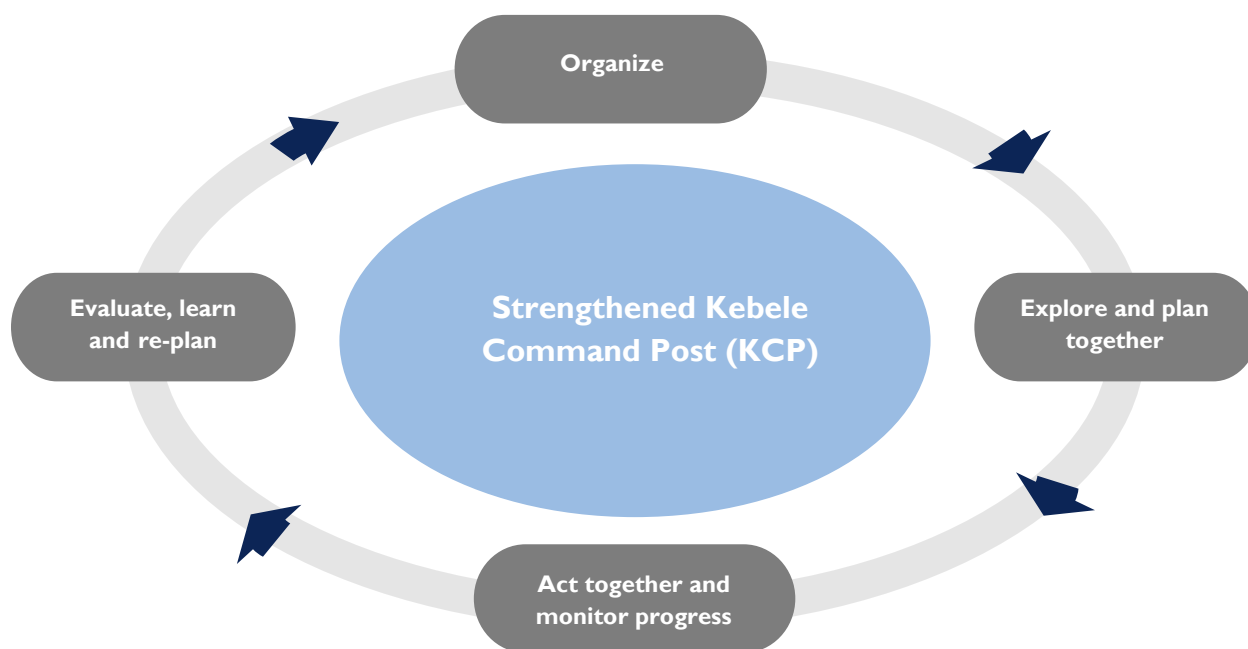 Organize
Evaluate, learn
and re-plan
Strengthened Kebele
Command Post (KCP)
Explore and plan
together
Act together and
monitor progress